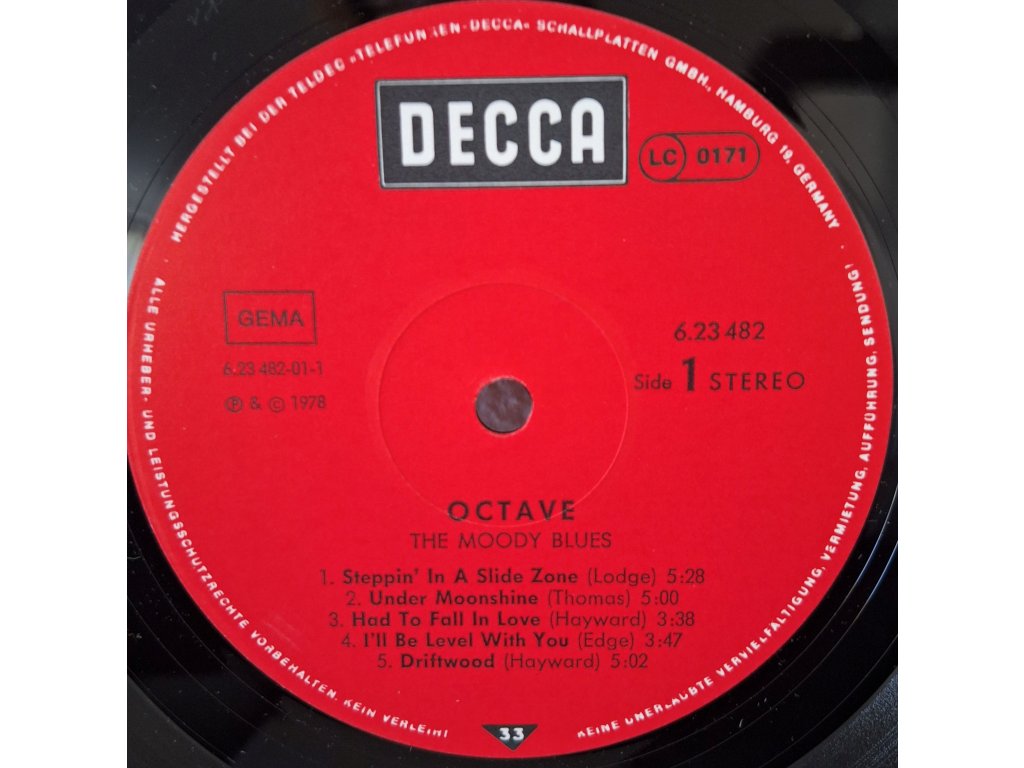 HERGESTELLT BEI DER TELDEC »TELEFUNKEN-DECCA« SCHALLPLATTEN GMBH., HAMBURG 19, GERMANY ·
DECCA
LC 0171
GEMA
6.23 482-01-1
Ⓟ & © 1978
6.23 482
Side 1 STEREO
OCTAVE
THE MOODY BLUES
1. Steppin' In A Slide Zone (Lodge) 5:28
2. Under Moonshine (Thomas) 5:00
3. Had To Fall In Love (Hayward) 3:38
4. I'll Be Level With You (Edge) 3:47
5. Driftwood (Hayward) 5:02
ALLE URHEBER- UND LEISTUNGSSCHUTZRECHTE VORBEHALTEN. KEIN VERLEIH!
KEINE UNERLAUBTE VERVIELFÄLTIGUNG, VERMIETUNG, AUFFÜHRUNG, SENDUNG!
33